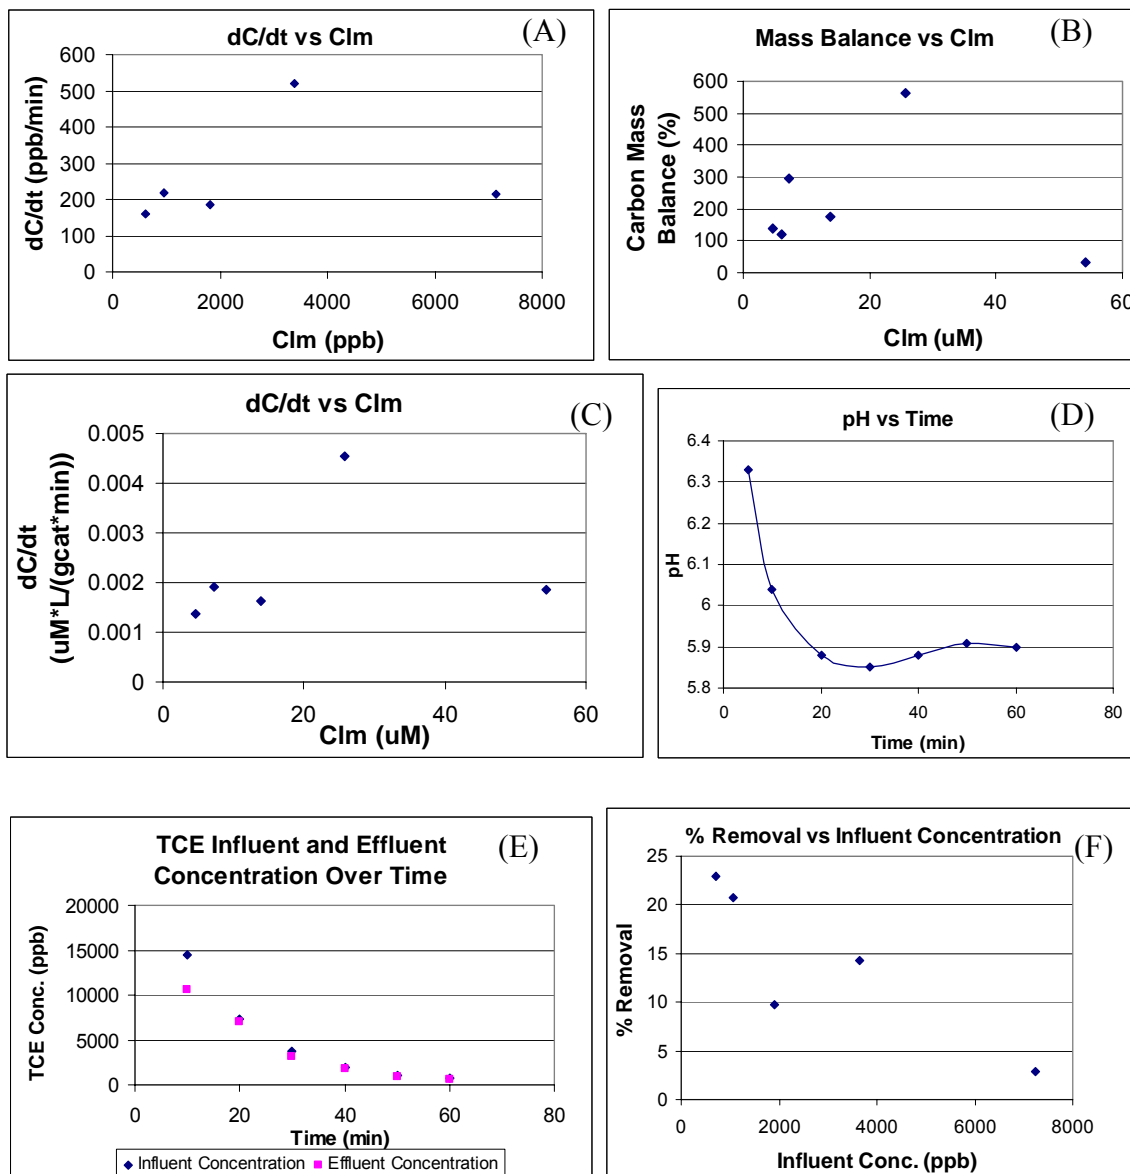 dC/dt vs Clm
(A)
dC/dt (ppb/min)
600
500
400
300
200
100
0
0 2000 4000 6000 8000
Clm (ppb)
Mass Balance vs Clm
(B)
Carbon Mass
Balance (%)
600
500
400
300
200
100
0
0 20 40 60
Clm (uM)
dC/dt vs Clm
(C)
dC/dt
(uM*L/(gcat*min))
0.005
0.004
0.003
0.002
0.001
0
0 20 40 60
Clm (uM)
pH vs Time
(D)
pH
6.4
6.3
6.2
6.1
6
5.9
5.8
0 20 40 60 80
Time (min)
TCE Influent and Effluent
Concentration Over Time
(E)
TCE Conc. (ppb)
20000
15000
10000
5000
0
0 20 40 60 80
Time (min)
Influent Concentration Effluent Concentration
% Removal vs Influent Concentration
(F)
% Removal
25
20
15
10
5
0
0 2000 4000 6000 8000
Influent Conc. (ppb)